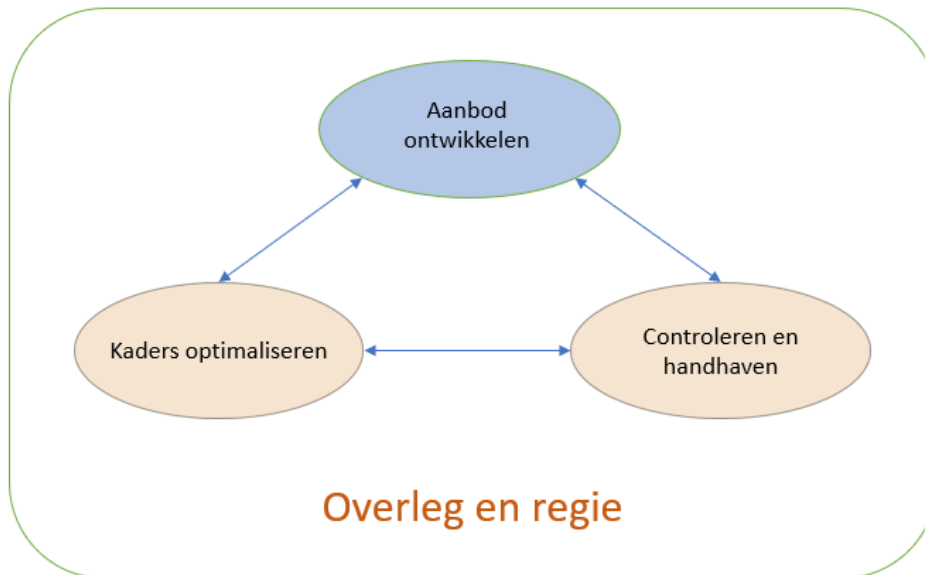 Aanbod
ontwikkelen
Kaders optimaliseren
Controleren en
handhaven
Overleg en regie